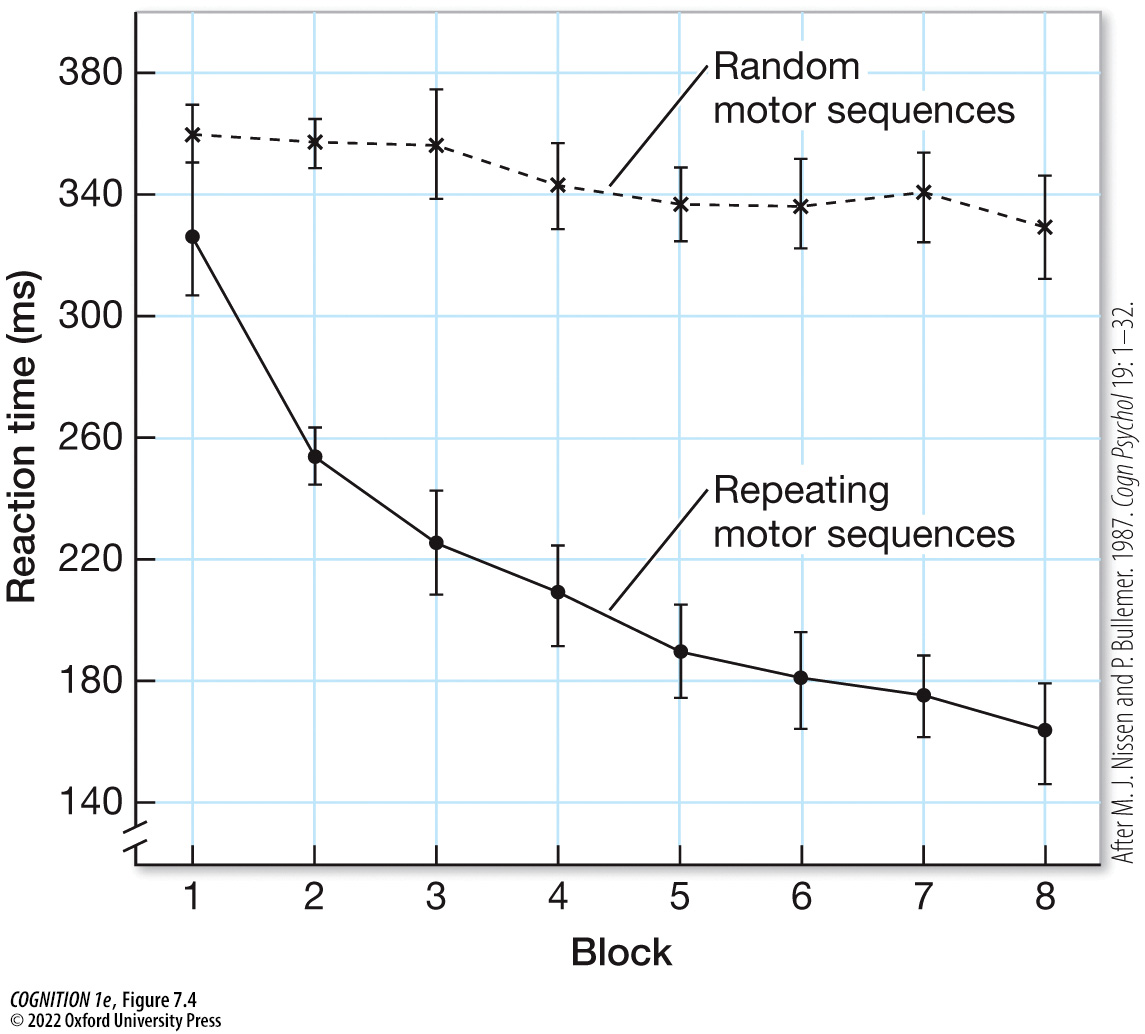 380
340
300
260
220
180
140
Reaction time (ms)
Random
motor sequences
Repeating
motor sequences
1 2 3 4 5 6 7 8
Block
After M. J. Nissen and P. Bullemer. 1987. Cogn Psychol 19: 1–32.
COGNITION 1e, Figure 7.4
© 2022 Oxford University Press